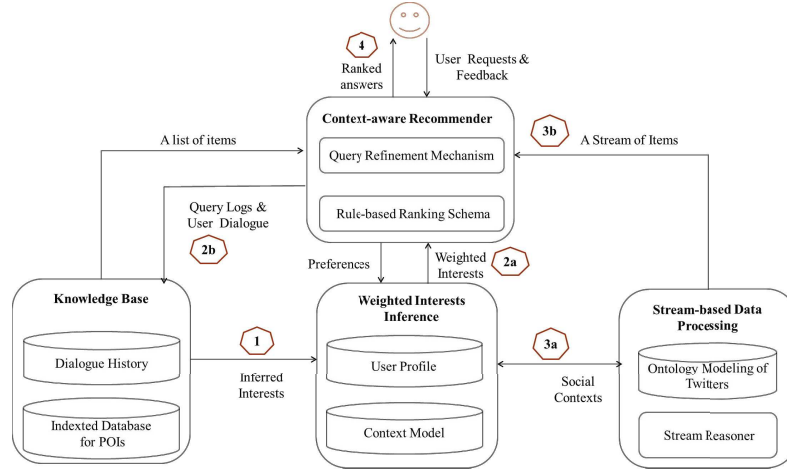 4
Ranked
answers
User Requests &
Feedback
Context-aware Recommender
3b
A list of items
Query Refinement Mechanism
A Stream of Items
Query Logs &
User Dialogue
Rule-based Ranking Schema
2b
Preferences
Weighted
Interests
2a
Knowledge Base
Weighted Interests
Inference
Stream-based Data
Processing
1
3a
Dialogue History
User Profile
Ontology Modeling of
Twitters
Inferred
Interests
Social
Contexts
Indexted Database
for POIs
Context Model
Stream Reasoner